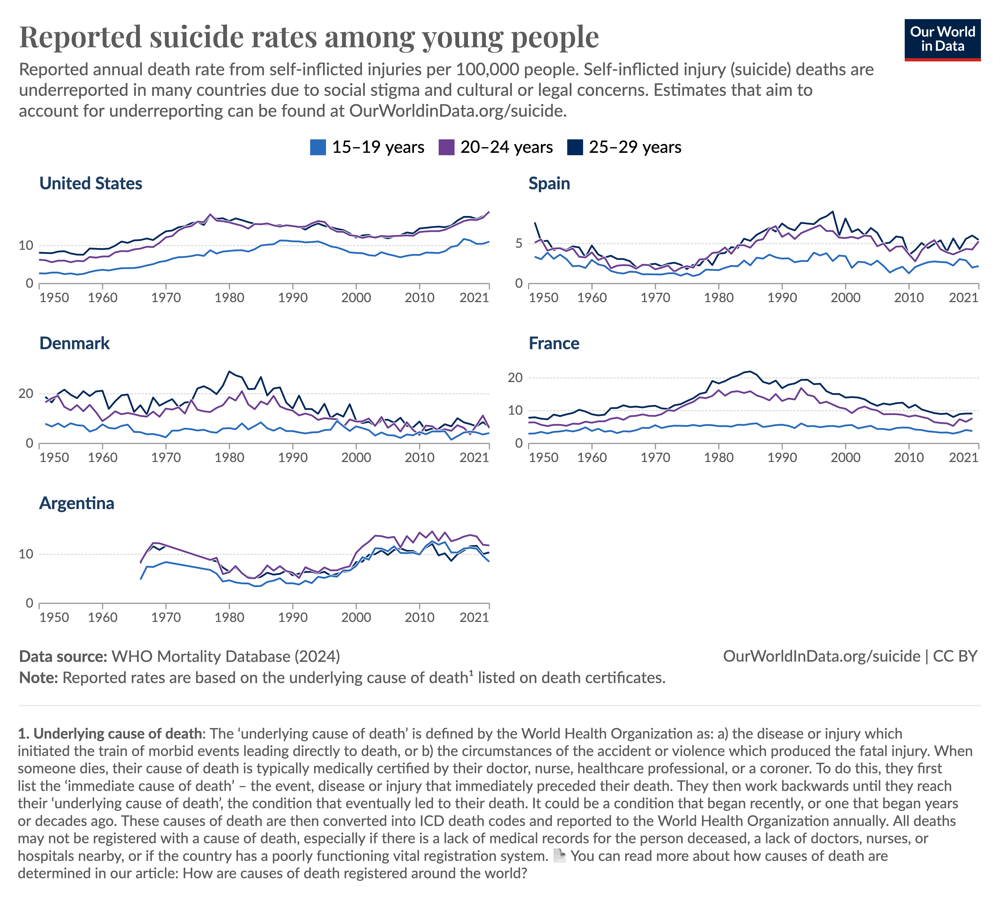 Reported suicide rates among young people
Our World
in Data
Reported annual death rate from self-inflicted injuries per 100,000 people. Self-inflicted injury (suicide) deaths are
underreported in many countries due to social stigma and cultural or legal concerns. Estimates that aim to
account for underreporting can be found at OurWorldinData.org/suicide.
15–19 years 20–24 years 25–29 years
United States
10
0
1950 1960 1970 1980 1990 2000 2010 2021
Spain
5
0
1950 1960 1970 1980 1990 2000 2010 2021
Denmark
20
0
1950 1960 1970 1980 1990 2000 2010 2021
France
20
10
0
1950 1960 1970 1980 1990 2000 2010 2021
Argentina
10
0
1950 1960 1970 1980 1990 2000 2010 2021
Data source: WHO Mortality Database (2024)
OurWorldInData.org/suicide | CC BY
Note: Reported rates are based on the underlying cause of death¹ listed on death certificates.
1. Underlying cause of death: The ‘underlying cause of death’ is defined by the World Health Organization as: a) the disease or injury which
initiated the train of morbid events leading directly to death, or b) the circumstances of the accident or violence which produced the fatal injury. When
someone dies, their cause of death is typically medically certified by their doctor, nurse, healthcare professional, or a coroner. To do this, they first
list the ‘immediate cause of death’ – the event, disease or injury that immediately preceded their death. They then work backwards until they reach
their ‘underlying cause of death’, the condition that eventually led to their death. It could be a condition that began recently, or one that began years
or decades ago. These causes of death are then converted into ICD death codes and reported to the World Health Organization annually. All deaths
may not be registered with a cause of death, especially if there is a lack of medical records for the person deceased, a lack of doctors, nurses, or
hospitals nearby, or if the country has a poorly functioning vital registration system. You can read more about how causes of death are
determined in our article: How are causes of death registered around the world?